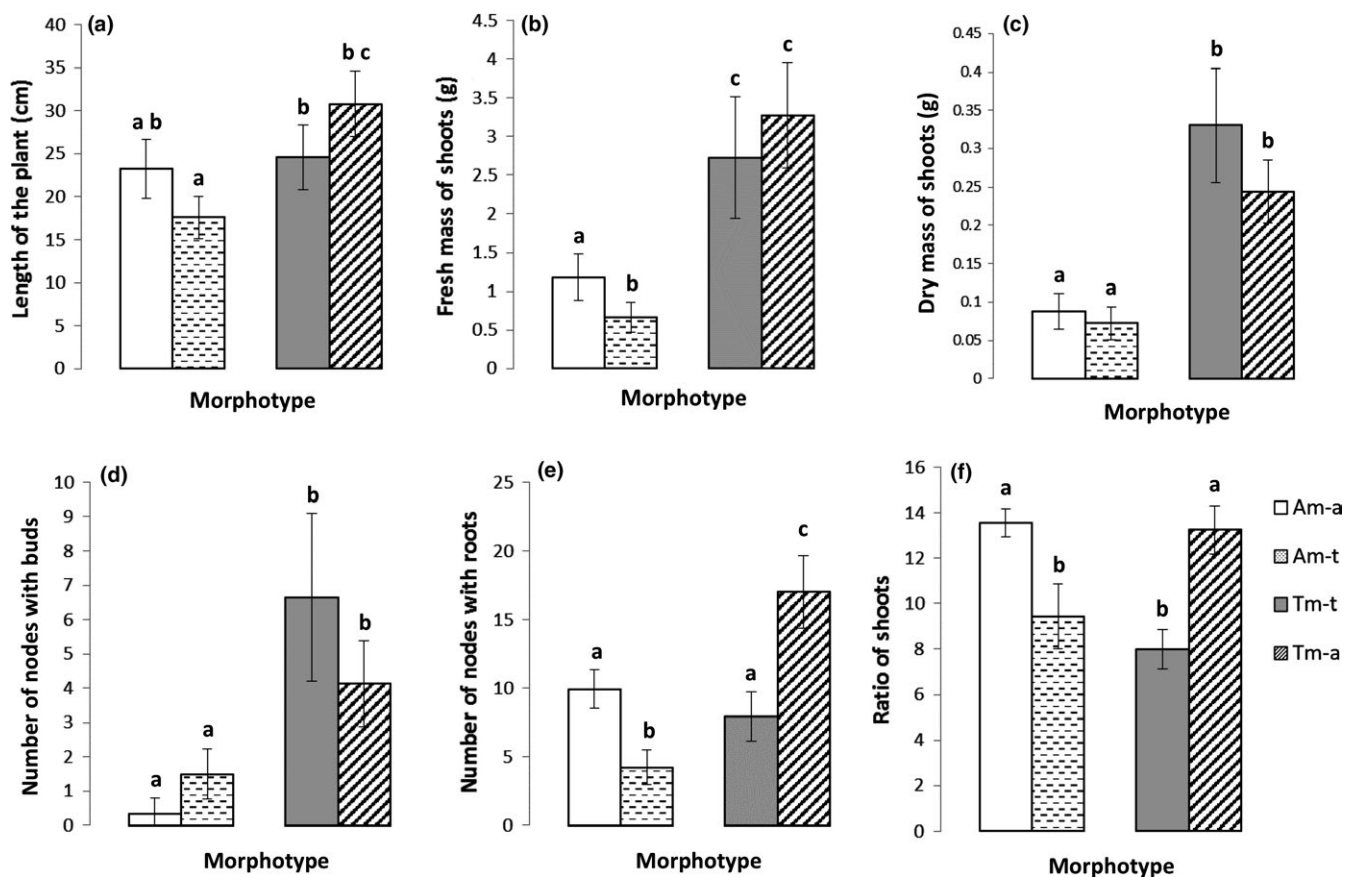 (a)
Length of the plant (cm)
40
35
30
25
20
15
10
5
0
a b
a
b
b c
Morphotype
(b)
Fresh mass of shoots (g)
4.5
4
3.5
3
2.5
2
1.5
1
0.5
0
a
b
c
c
Morphotype
(c)
Dry mass of shoots (g)
0.45
0.4
0.35
0.3
0.25
0.2
0.15
0.1
0.05
0
a
a
b
b
Morphotype
(d)
Number of nodes with buds
10
9
8
7
6
5
4
3
2
1
0
a
a
b
b
Morphotype
(e)
Number of nodes with roots
25
20
15
10
5
0
a
b
a
c
Morphotype
(f)
Ratio of shoots
16
14
12
10
8
6
4
2
0
a
b
b
a
Morphotype
Am-a
Am-t
Tm-t
Tm-a